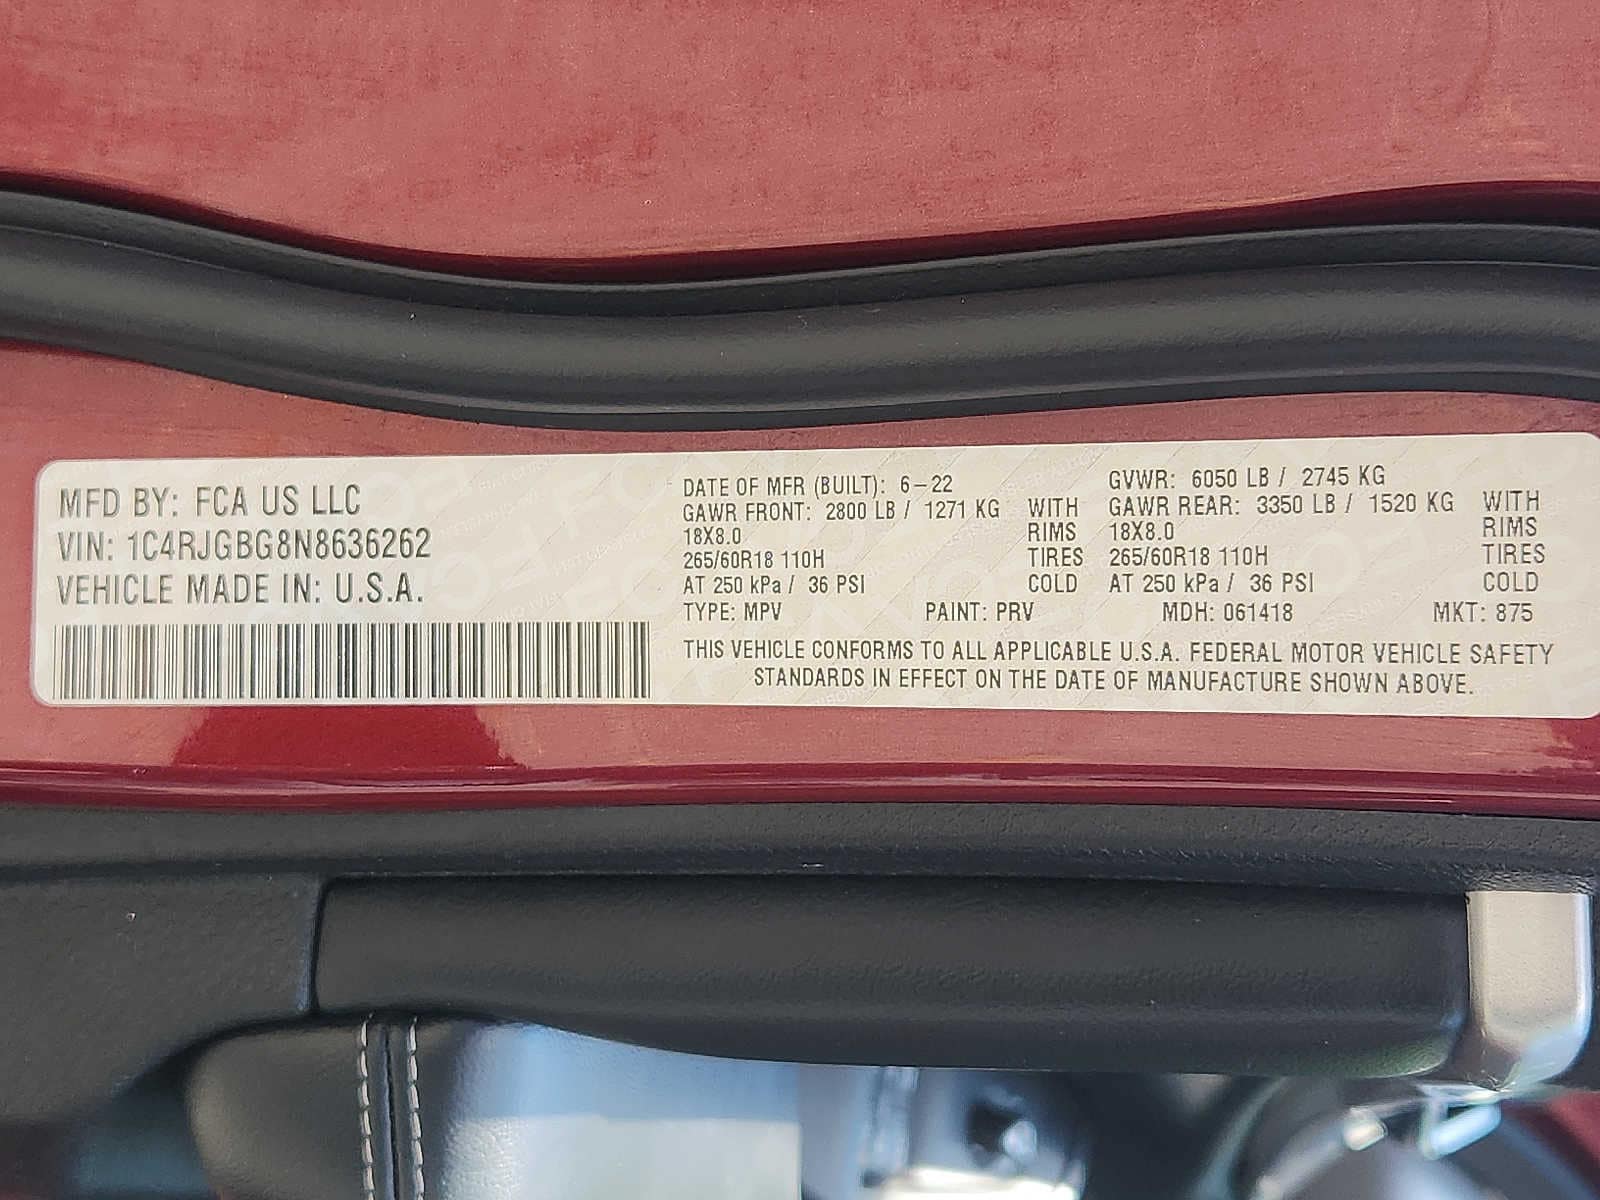 MFD BY: FCA US LLC
VIN: 1C4RJGBG8N8636262
VEHICLE MADE IN: U.S.A.
DATE OF MFR (BUILT): 6-22
GAWR FRONT: 2800 LB / 1271 KG WITH
18X8.0 RIMS
265/60R18 110H TIRES
AT 250 kPa / 36 PSI COLD
GVWR: 6050 LB / 2745 KG
GAWR REAR: 3350 LB / 1520 KG WITH
18X8.0 RIMS
265/60R18 110H TIRES
AT 250 kPa / 36 PSI COLD
TYPE: MPV PAINT: PRV MDH: 061418 MKT: 875
THIS VEHICLE CONFORMS TO ALL APPLICABLE U.S.A. FEDERAL MOTOR VEHICLE SAFETY
STANDARDS IN EFFECT ON THE DATE OF MANUFACTURE SHOWN ABOVE.